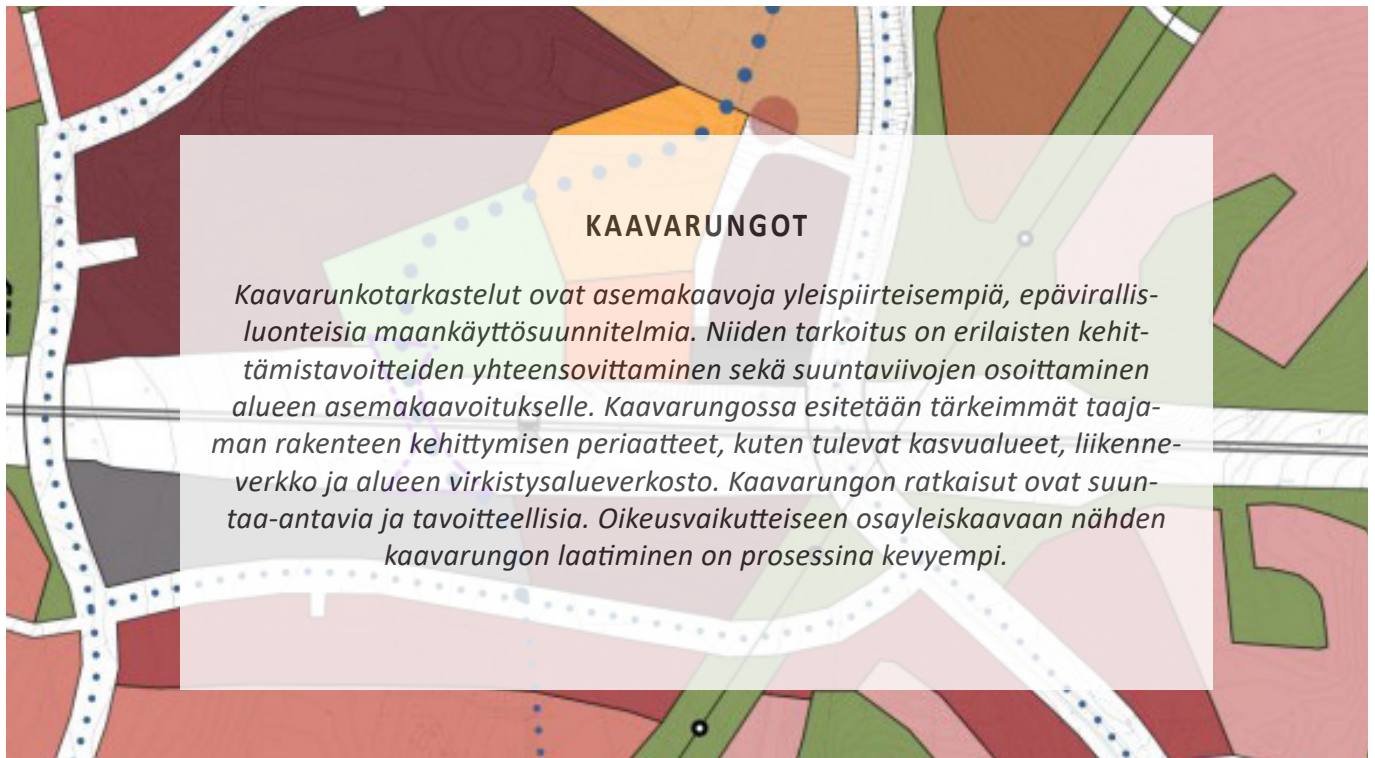 KAAVARUNGOT
Kaavarunkotarkastelut ovat asemakaavoja yleispiirteisempiä, epävirallis-
luonteisia maankäyttösuunnitelmia. Niiden tarkoitus on erilaisten kehit-
tämistavoitteiden yhteensovittaminen sekä suuntaviivojen osoittaminen
alueen asemakaavoitukselle. Kaavarungossa esitetään tärkeimmät taaja-
man rakenteen kehittymisen periaatteet, kuten tulevat kasvualueet, liikenne-
verkko ja alueen virkistysalueverkosto. Kaavarungon ratkaisut ovat suun-
taa-antavia ja tavoitteellisia. Oikeusvaikutteiseen osayleiskaavaan nähden
kaavarungon laatiminen on prosessina kevyempi.